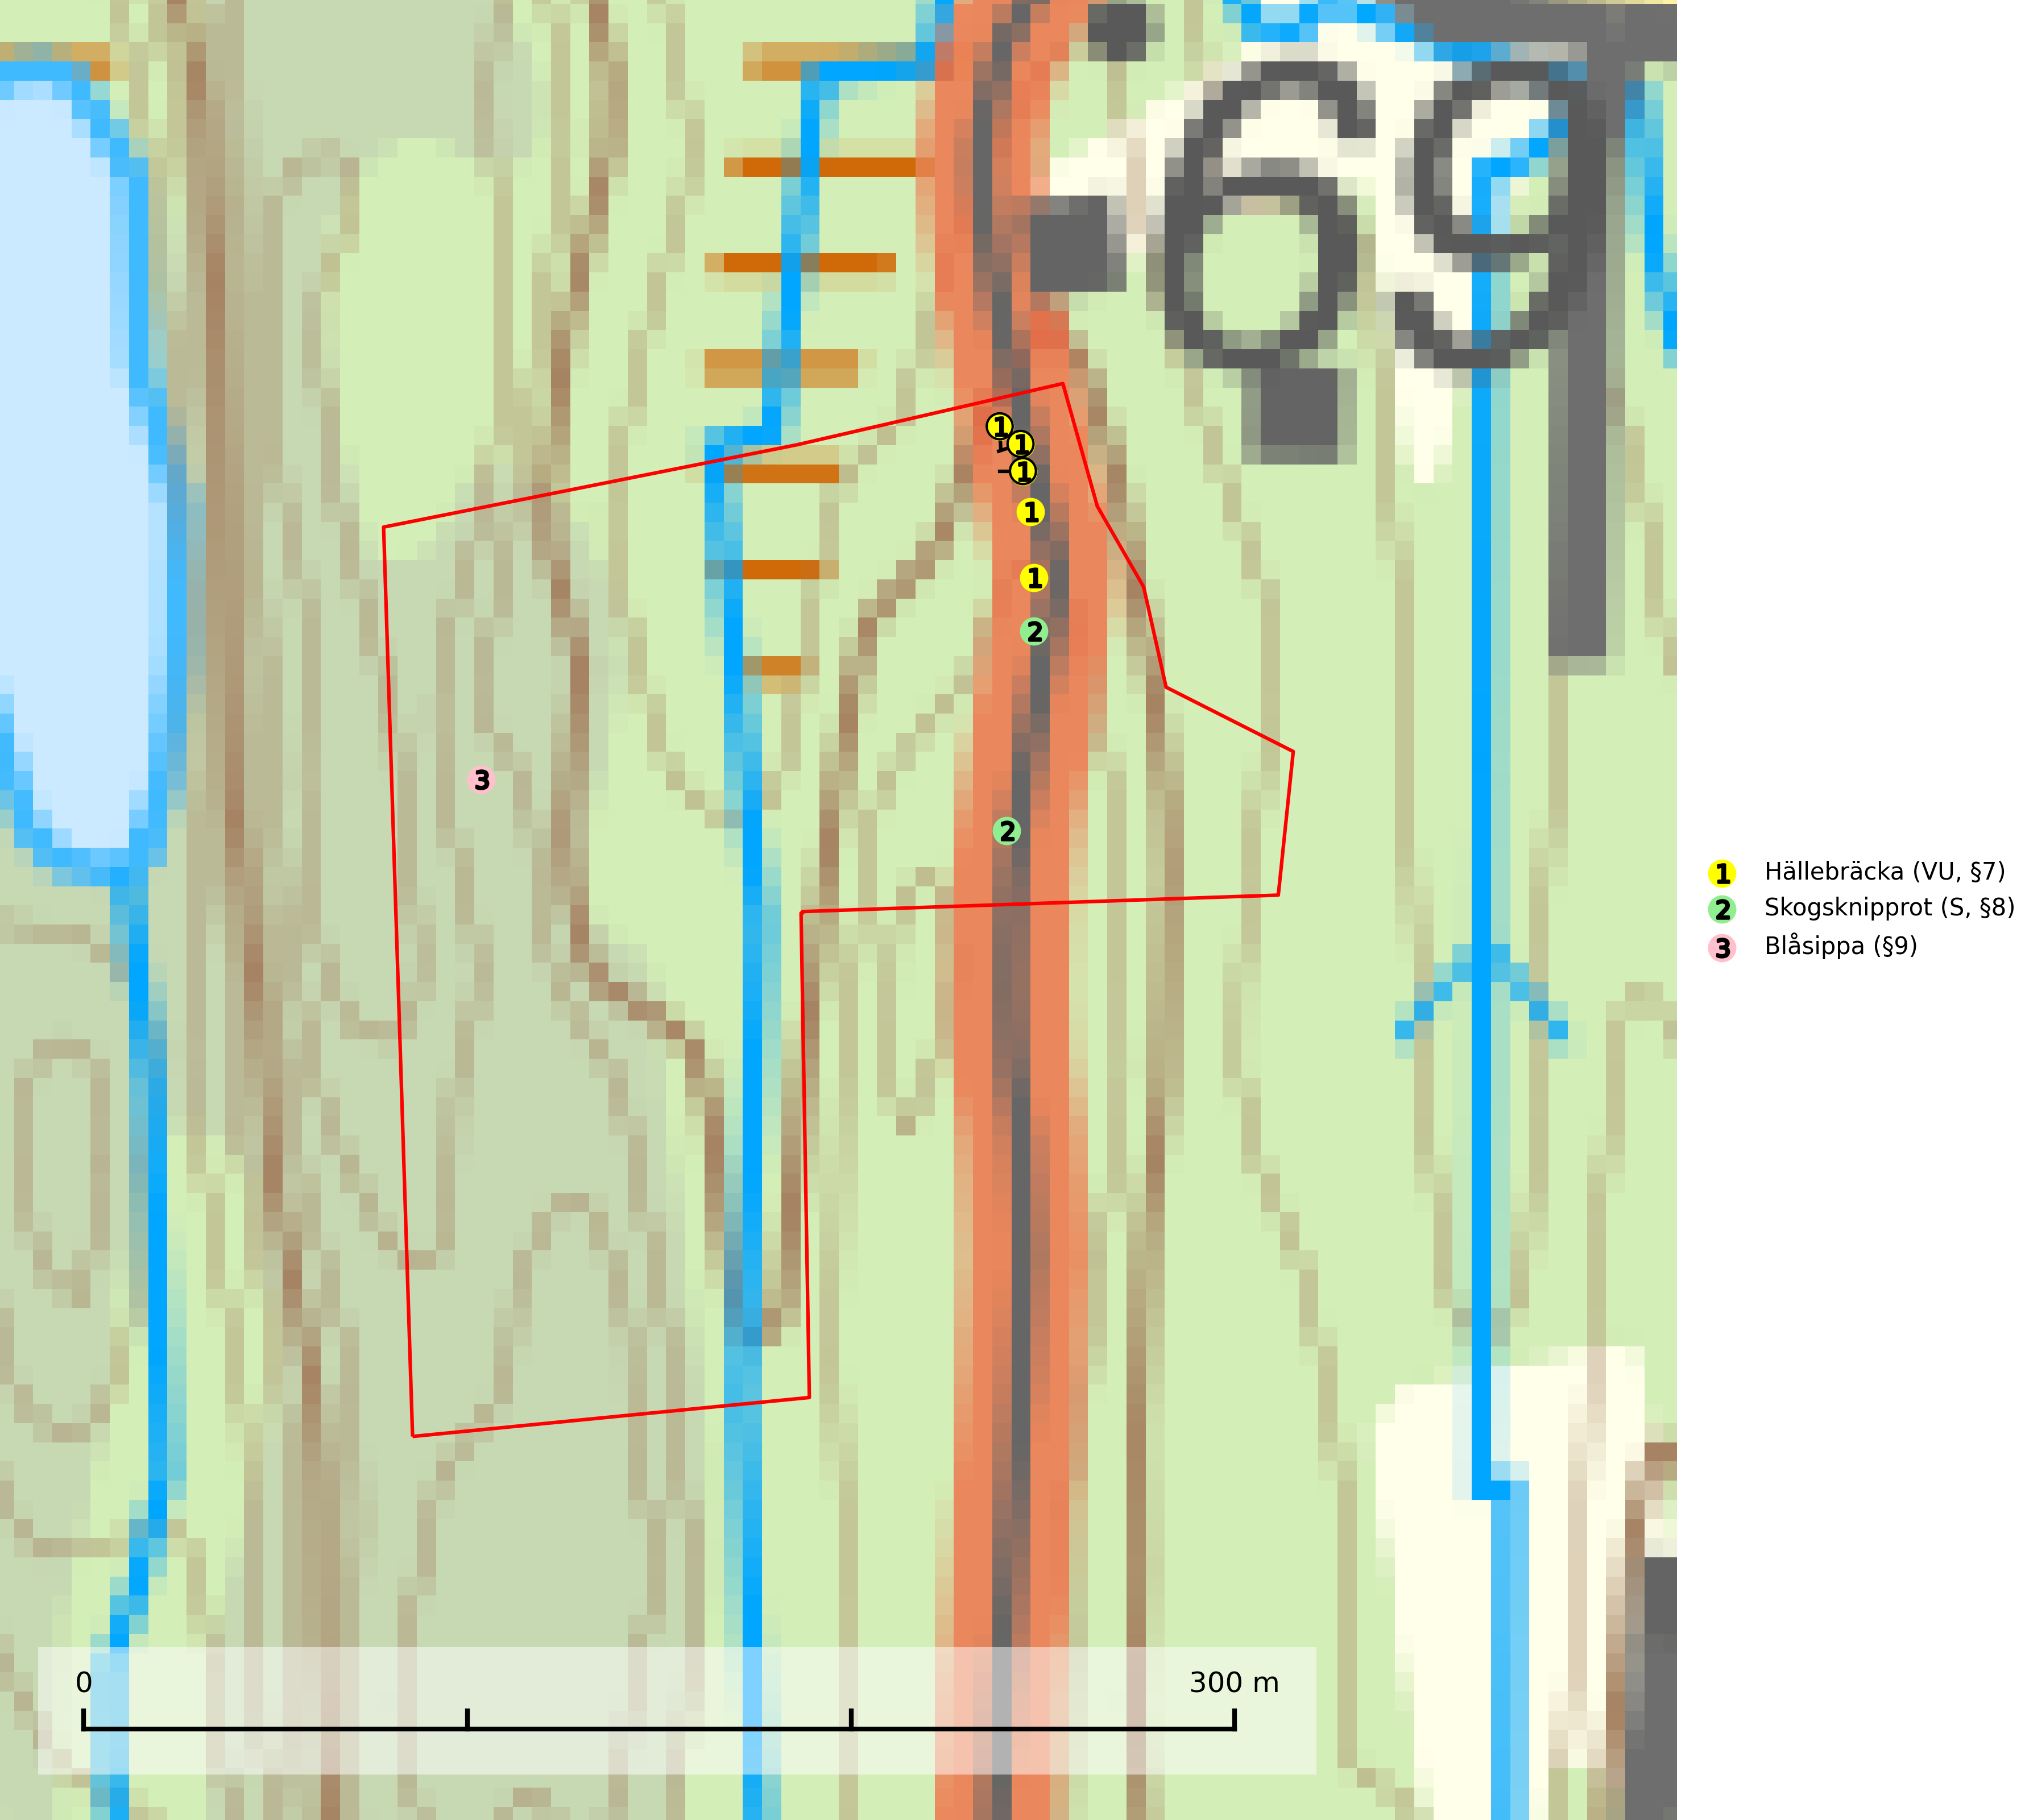 69
1
1
1
1
1
2
3
2
1 Hällebräcka (VU, §7)
2 Skogsknipprot (S, §8)
3 Blåsippa (§9)
0 300 m